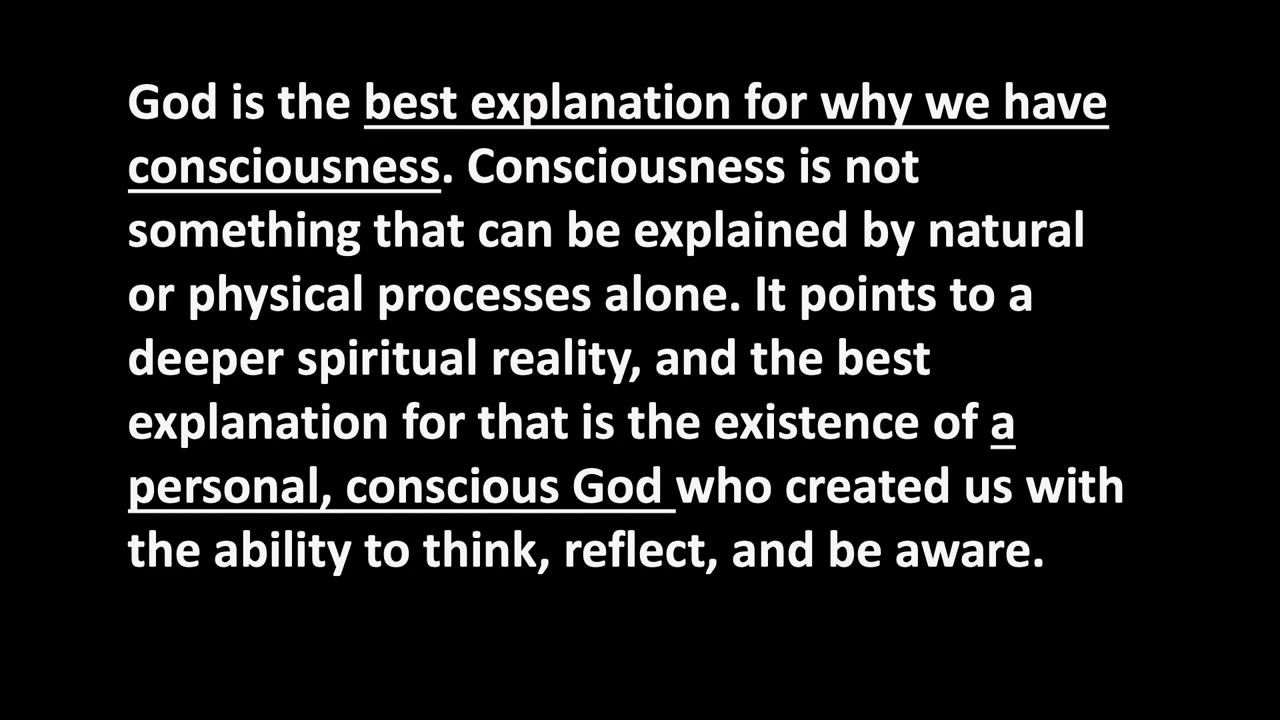 God is the best explanation for why we have
consciousness. Consciousness is not
something that can be explained by natural
or physical processes alone. It points to a
deeper spiritual reality, and the best
explanation for that is the existence of a
personal, conscious God who created us with
the ability to think, reflect, and be aware.